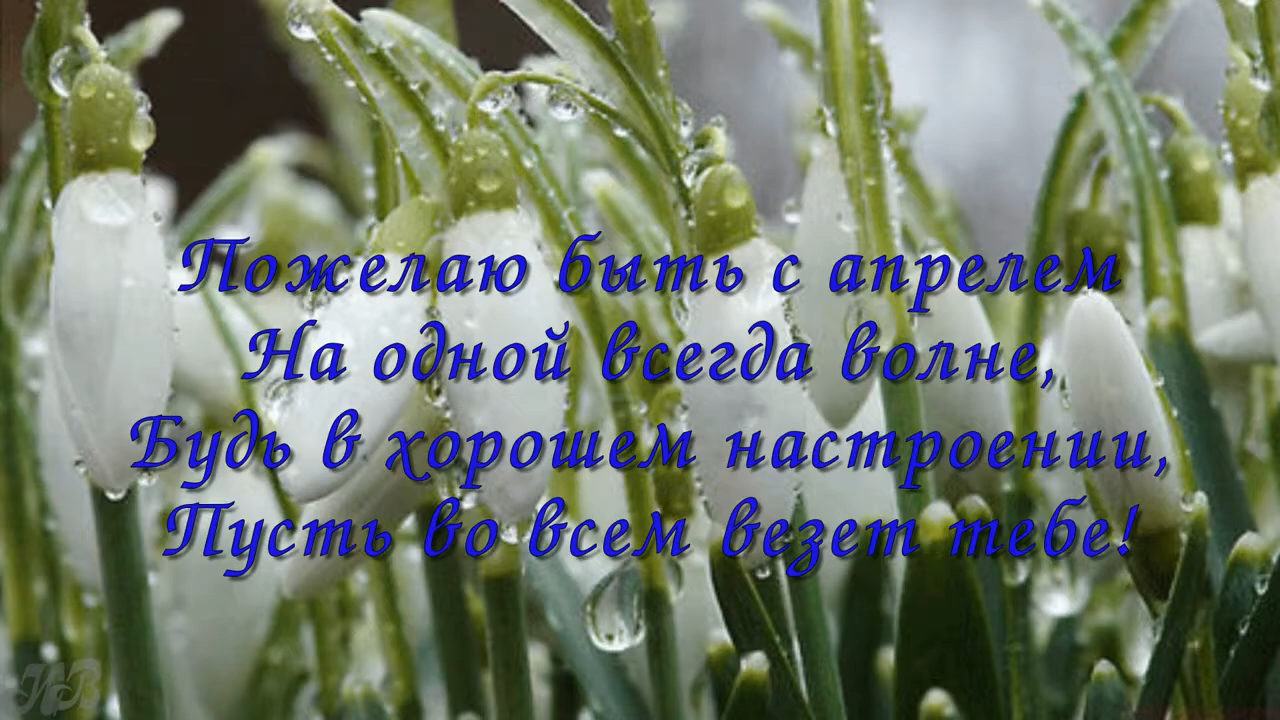 Пожелаю быть с апрелем
На одной всегда волне,
Будь в хорошем настроении,
Пусть во всем везет тебе!